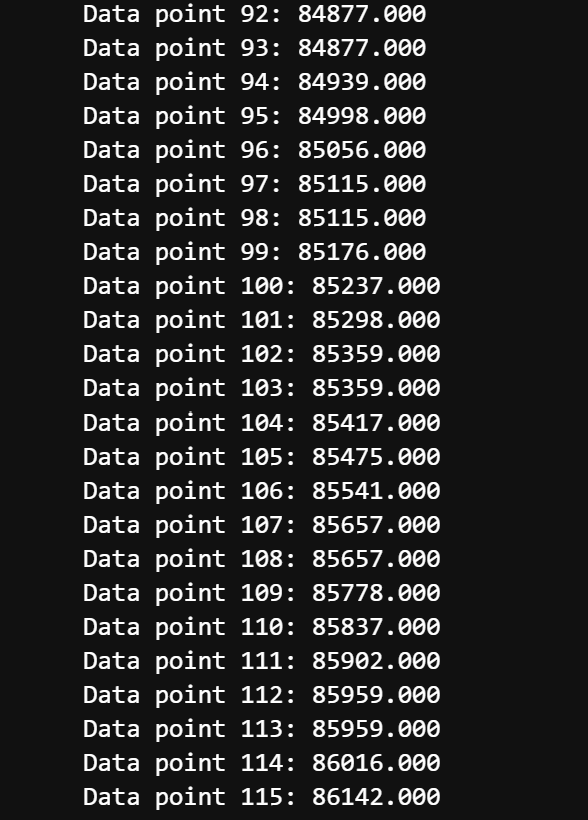 Data point 92: 84877.000
Data point 93: 84877.000
Data point 94: 84939.000
Data point 95: 84998.000
Data point 96: 85056.000
Data point 97: 85115.000
Data point 98: 85115.000
Data point 99: 85176.000
Data point 100: 85237.000
Data point 101: 85298.000
Data point 102: 85359.000
Data point 103: 85359.000
Data point 104: 85417.000
Data point 105: 85475.000
Data point 106: 85541.000
Data point 107: 85657.000
Data point 108: 85657.000
Data point 109: 85778.000
Data point 110: 85837.000
Data point 111: 85902.000
Data point 112: 85959.000
Data point 113: 85959.000
Data point 114: 86016.000
Data point 115: 86142.000